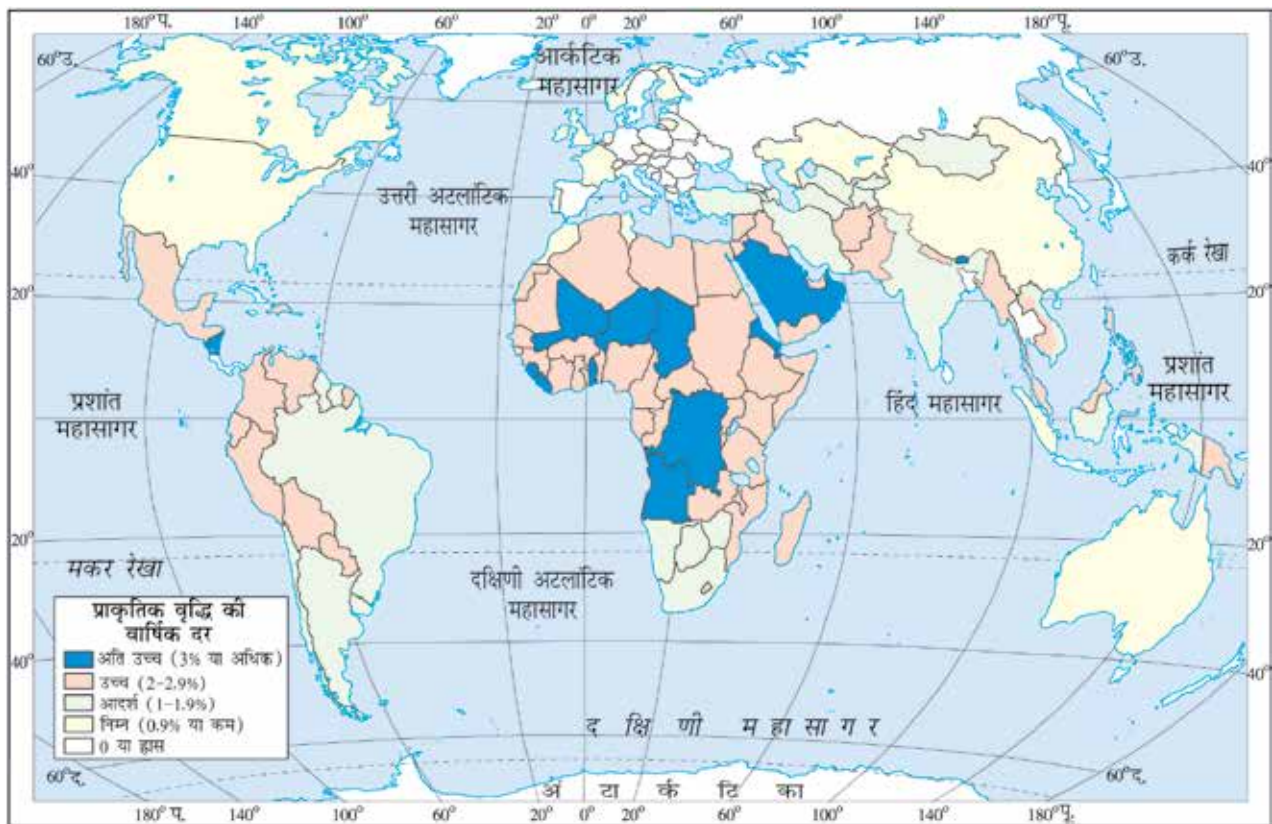 180°प. 140° 100° 60° 20° 0° 20° 60° 100° 140° 180°पू.
60°उ. 60°उ.
आर्कटिक
महासागर
40° 40°
उत्तरी अटलांटिक
महासागर
कर्क रेखा
20° 20°
प्रशांत
महासागर
हिंद महासागर
प्रशांत
महासागर
20° 20°
मकर रेखा
दक्षिणी अटलांटिक
महासागर
प्राकृतिक वृद्धि की
वार्षिक दर
अति उच्च (3% या अधिक)
उच्च (2-2.9%)
आदर्श (1-1.9%)
निम्न (0.9% या कम)
0 या ह्रास
40° 40°
द क्षि णी म हा सा ग र
60°द. 60°द.
अं टा र्क टि का
180°प. 140° 100° 60° 20° 0° 20° 60° 100° 140° 180°पू.